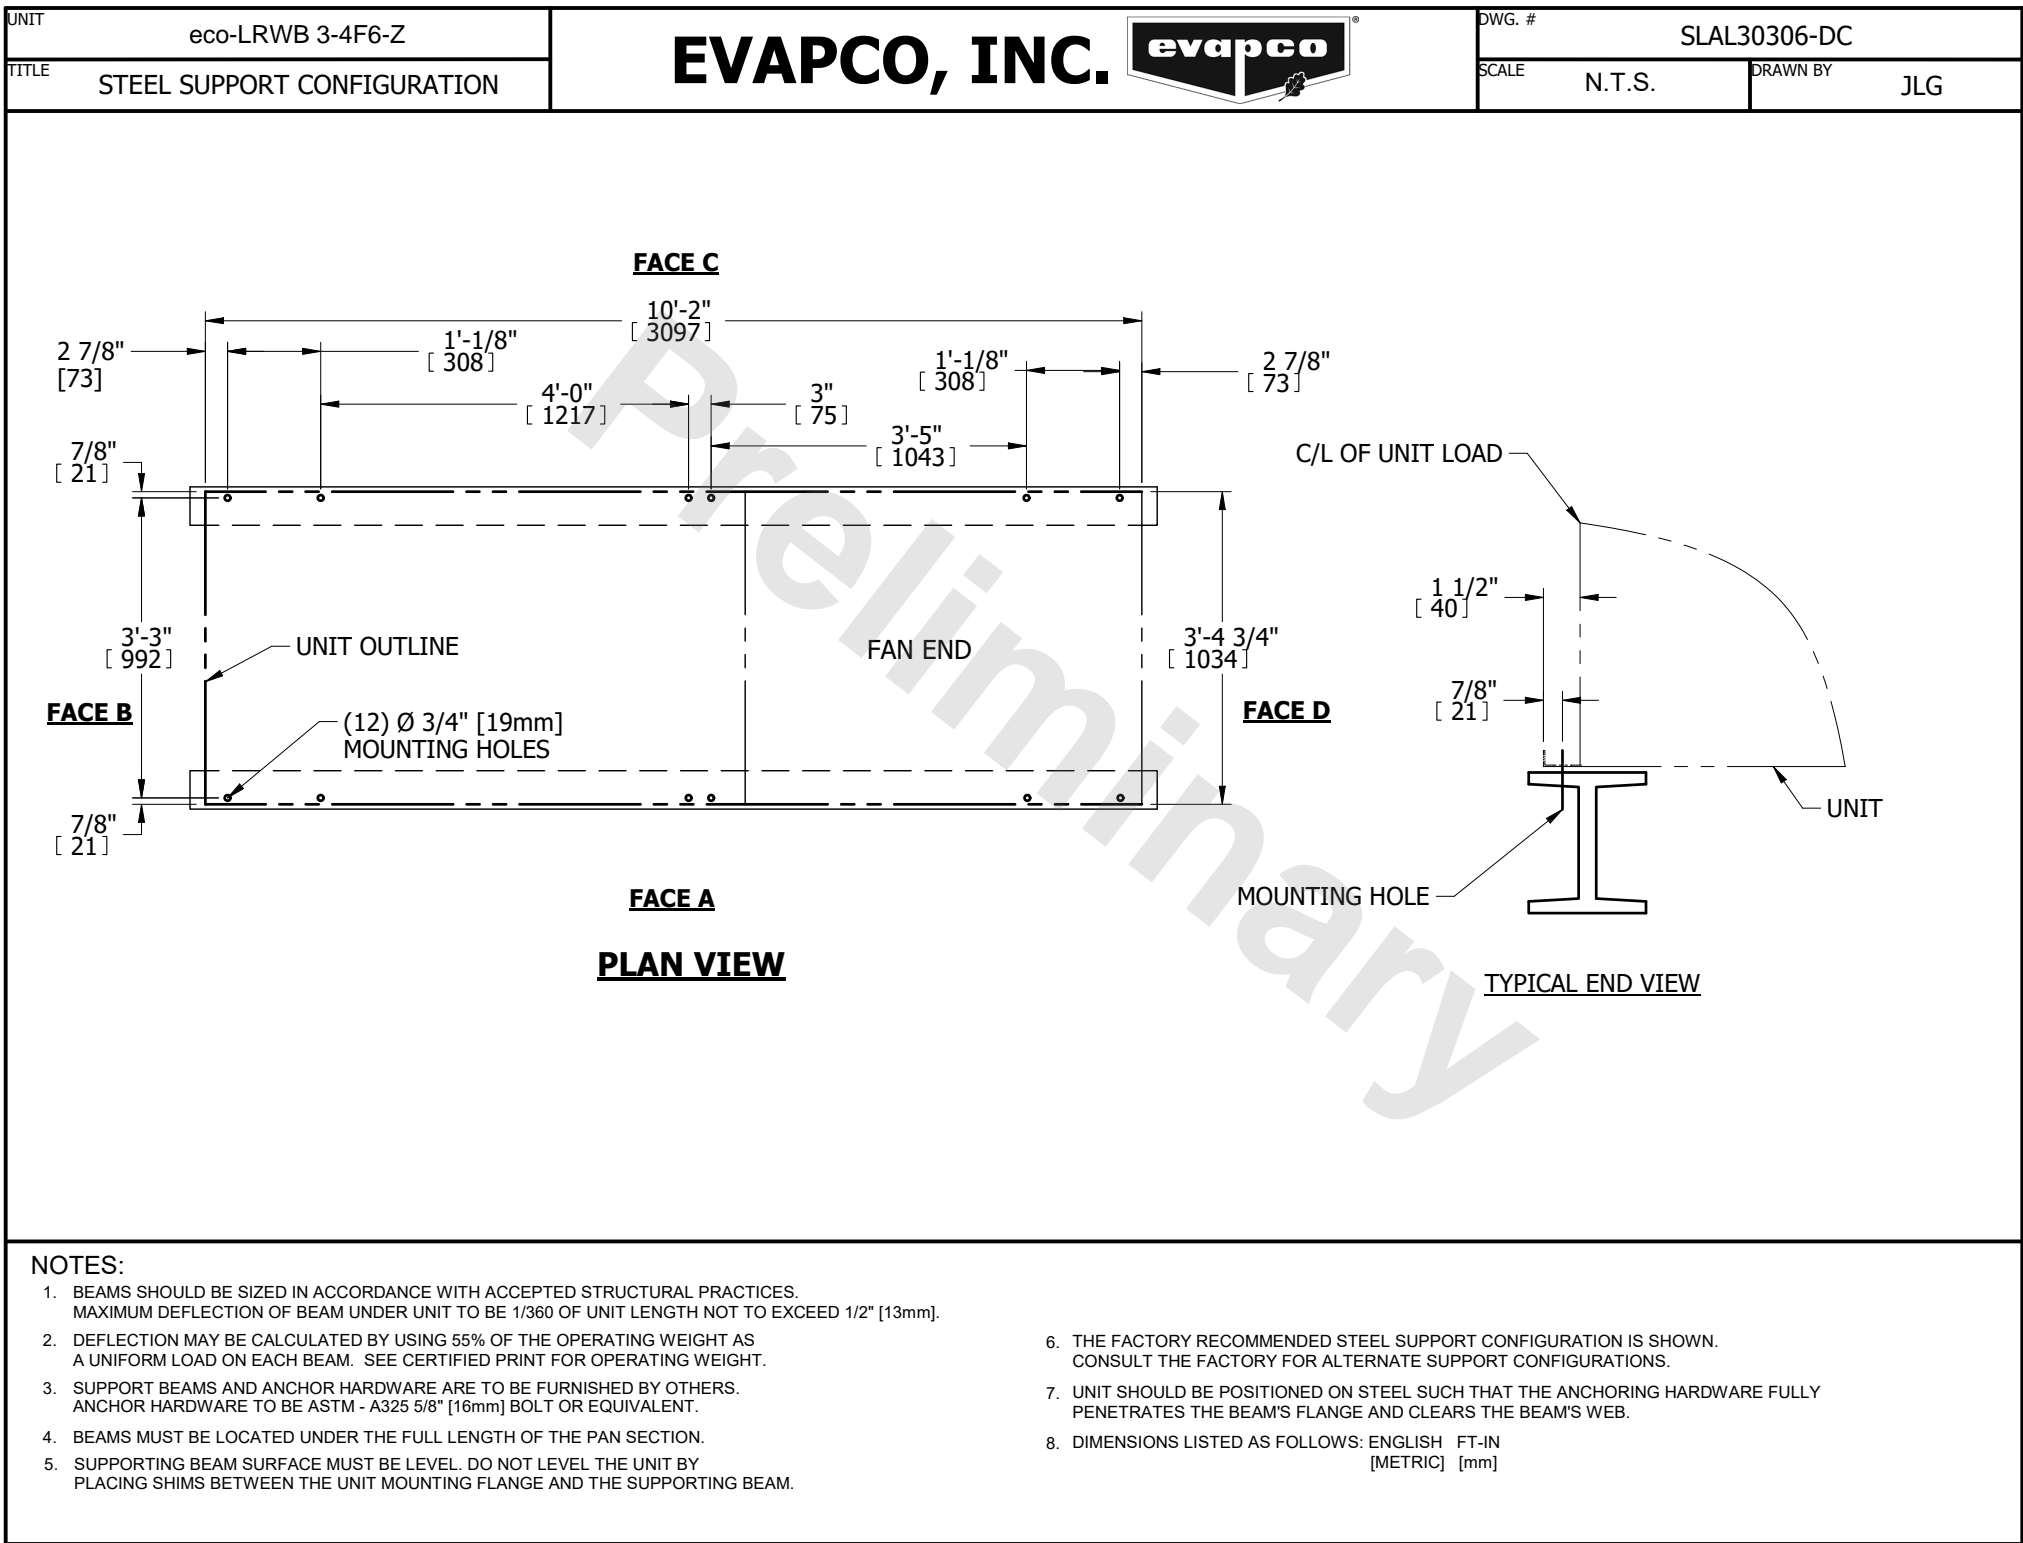 UNIT
eco-LRWB 3-4F6-Z
TITLE
STEEL SUPPORT CONFIGURATION
EVAPCO, INC.
evapco
®
DWG. #
SLAL30306-DC
SCALE
N.T.S.
DRAWN BY
JLG
FACE C
10'-2"
[ 3097]
2 7/8"
[73]
1'-1/8"
[ 308]
4'-0"
[ 1217]
3"
[ 75]
1'-1/8"
[ 308]
2 7/8"
[ 73]
3'-5"
[ 1043]
7/8"
[ 21]
3'-3"
[ 992]
UNIT OUTLINE
FAN END
3'-4 3/4"
[ 1034]
FACE B
(12) Ø 3/4" [19mm]
MOUNTING HOLES
FACE D
7/8"
[ 21]
FACE A
PLAN VIEW
C/L OF UNIT LOAD
1 1/2"
[ 40]
7/8"
[ 21]
UNIT
MOUNTING HOLE
TYPICAL END VIEW
Preliminary
NOTES:
1. BEAMS SHOULD BE SIZED IN ACCORDANCE WITH ACCEPTED STRUCTURAL PRACTICES.
MAXIMUM DEFLECTION OF BEAM UNDER UNIT TO BE 1/360 OF UNIT LENGTH NOT TO EXCEED 1/2" [13mm].
2. DEFLECTION MAY BE CALCULATED BY USING 55% OF THE OPERATING WEIGHT AS
A UNIFORM LOAD ON EACH BEAM. SEE CERTIFIED PRINT FOR OPERATING WEIGHT.
3. SUPPORT BEAMS AND ANCHOR HARDWARE ARE TO BE FURNISHED BY OTHERS.
ANCHOR HARDWARE TO BE ASTM - A325 5/8" [16mm] BOLT OR EQUIVALENT.
4. BEAMS MUST BE LOCATED UNDER THE FULL LENGTH OF THE PAN SECTION.
5. SUPPORTING BEAM SURFACE MUST BE LEVEL. DO NOT LEVEL THE UNIT BY
PLACING SHIMS BETWEEN THE UNIT MOUNTING FLANGE AND THE SUPPORTING BEAM.
6. THE FACTORY RECOMMENDED STEEL SUPPORT CONFIGURATION IS SHOWN.
CONSULT THE FACTORY FOR ALTERNATE SUPPORT CONFIGURATIONS.
7. UNIT SHOULD BE POSITIONED ON STEEL SUCH THAT THE ANCHORING HARDWARE FULLY
PENETRATES THE BEAM'S FLANGE AND CLEARS THE BEAM'S WEB.
8. DIMENSIONS LISTED AS FOLLOWS: ENGLISH FT-IN
[METRIC] [mm]